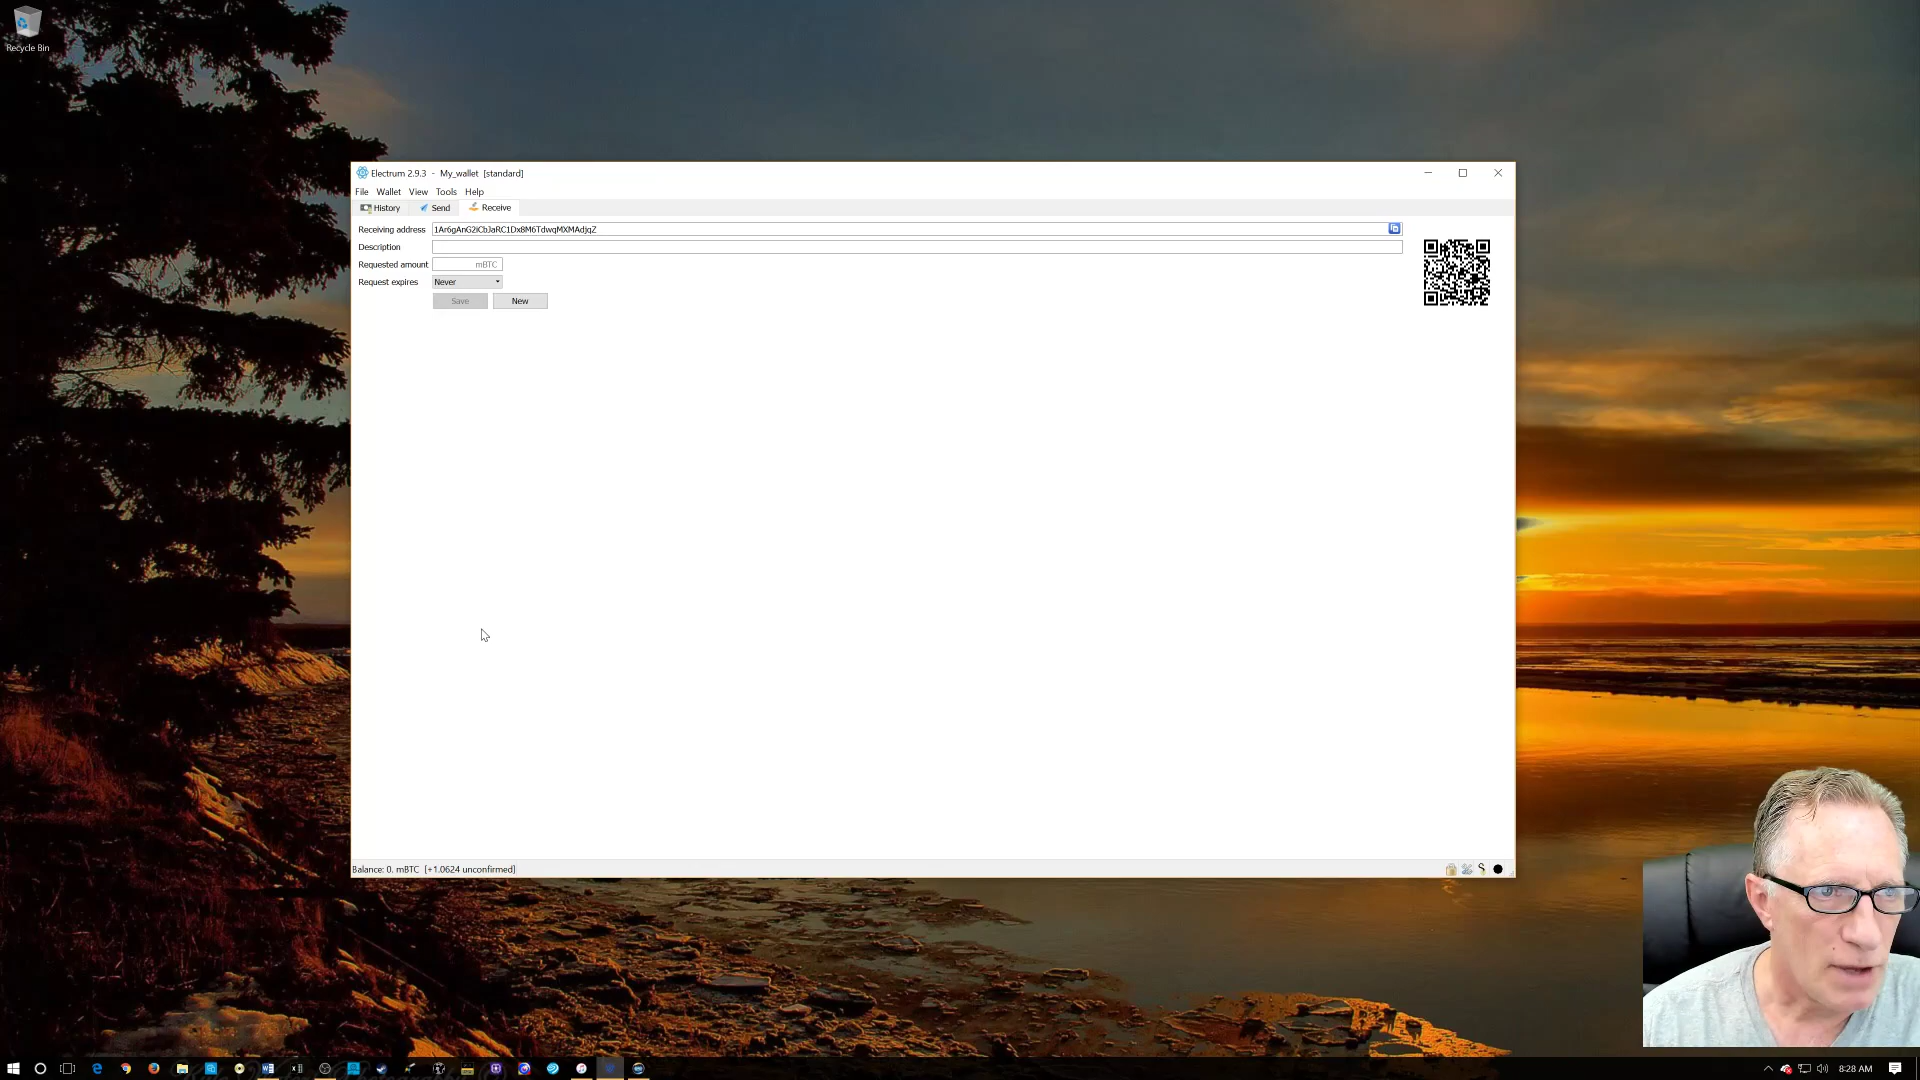 Recycle Bin
Electrum 2.9.3 - My_wallet [standard]
File Wallet View Tools Help
History Send Receive
Receiving address 1Ar6gAnG2iCbJaRC1Dx8M6TdwqMXMAdjqZ
Description
Requested amount mBTC
Request expires Never
Save New
Balance: 0. mBTC [+1.0624 unconfirmed]
8:28 AM